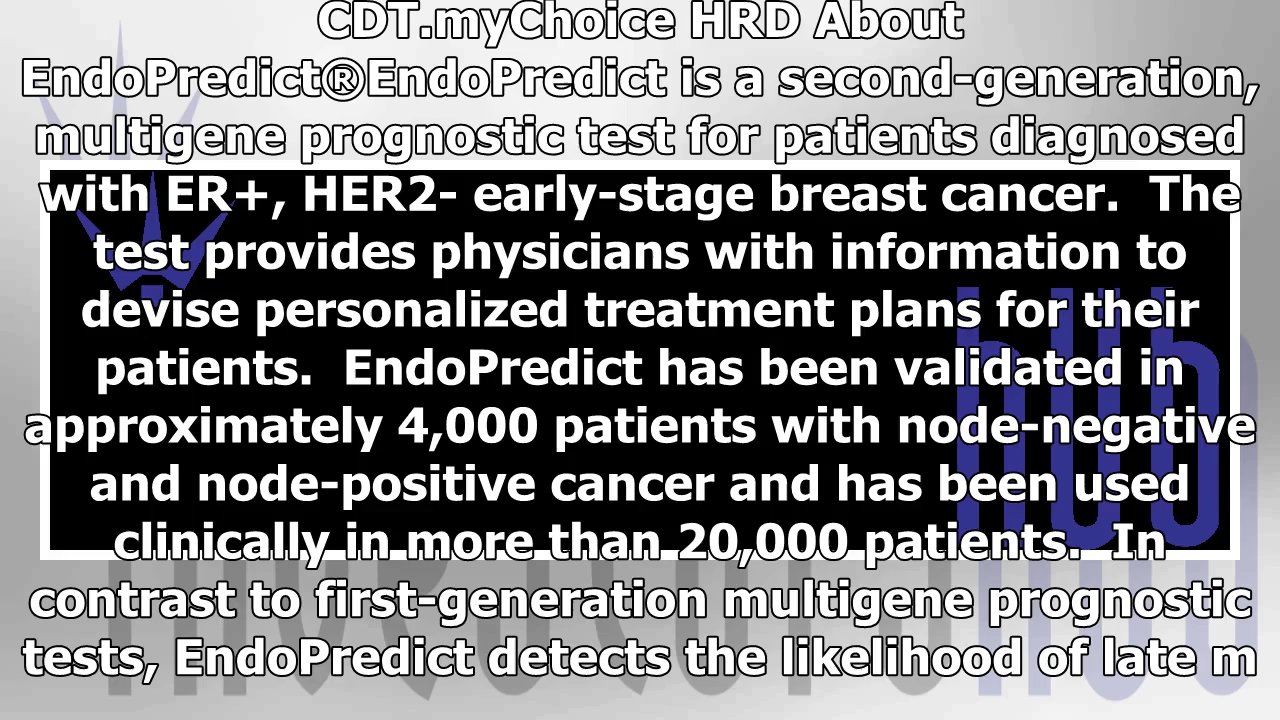 CDT.myChoice HRD About
EndoPredict®EndoPredict is a second-generation,
multigene prognostic test for patients diagnosed
with ER+, HER2- early-stage breast cancer.  The
test provides physicians with information to
devise personalized treatment plans for their
patients.  EndoPredict has been validated in
approximately 4,000 patients with node-negative
and node-positive cancer and has been used
clinically in more than 20,000 patients.  In
contrast to first-generation multigene prognostic
tests, EndoPredict detects the likelihood of late m
hub